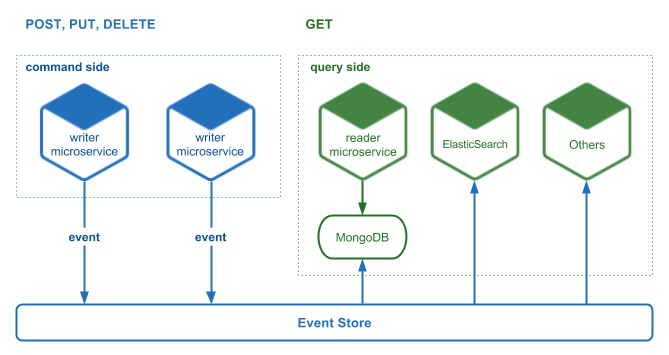 POST, PUT, DELETE
GET
command side
query side
writer
microservice
writer
microservice
reader
microservice
ElasticSearch
Others
event
event
MongoDB
Event Store